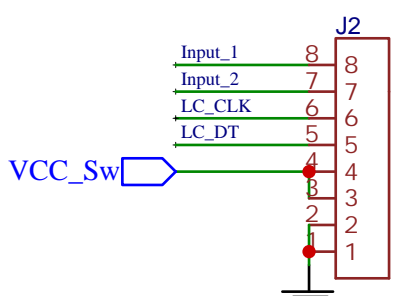 J2
Input_1 8 8
Input_2 7 7
LC_CLK 6 6
LC_DT 5 5
VCC_Sw 4 4
3 3
2 2
1 1